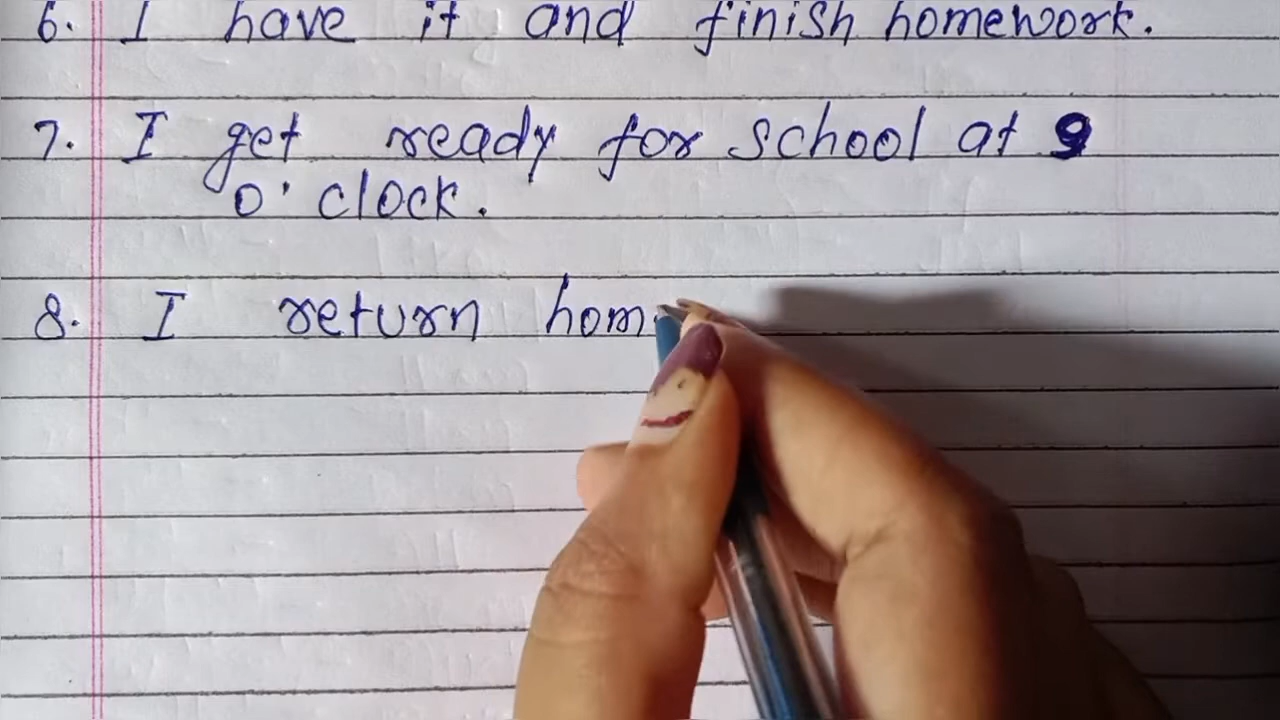 6. I have it and finish homework.
7. I get ready for school at 9
o'clock.
8. I return hom